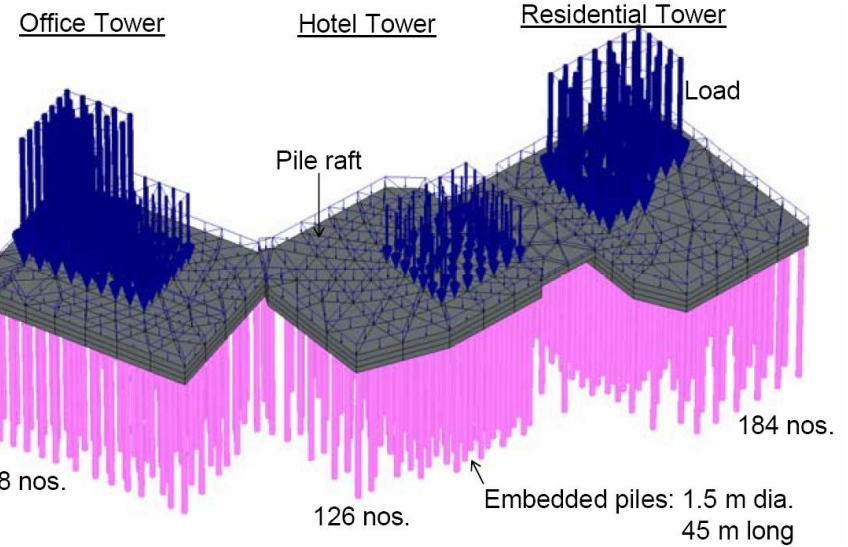 Office Tower
Hotel Tower
Residential Tower
Load
Pile raft
184 nos.
8 nos.
126 nos.
Embedded piles: 1.5 m dia.
45 m long